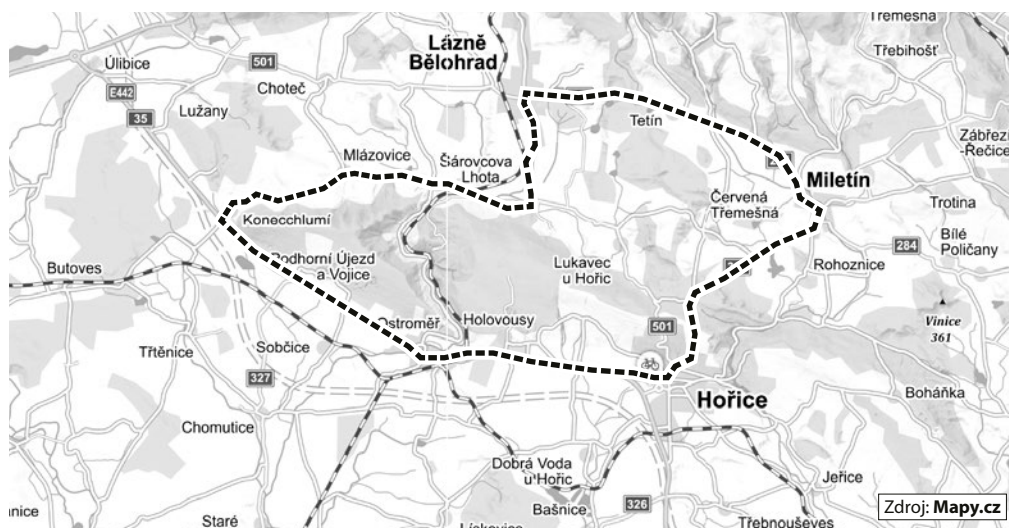 Třemešná
Lázně
Bělohrad
Třebihošť
Úlibice
501
Choteč
E442
35
Lužany
Tetín
Zábřezí
-Řečice
Mlázovice
Šárovcova
Lhota
Miletín
Červená
Třemešná
Trotina
Konecchlumí
284
Bílé
Poličany
Butoves
Podhorní Újezd
a Vojice
Lukavec
u Hořic
Rohoznice
Ostroměř
Holovousy
501
Vinice
361
Třtěnice
Sobčice
327
Hořice
Boháňka
Chomutice
Dobrá Voda
u Hořic
Jeřice
Bašnice
326
Staré
Třebnouševes
Zdroj: Mapy.cz